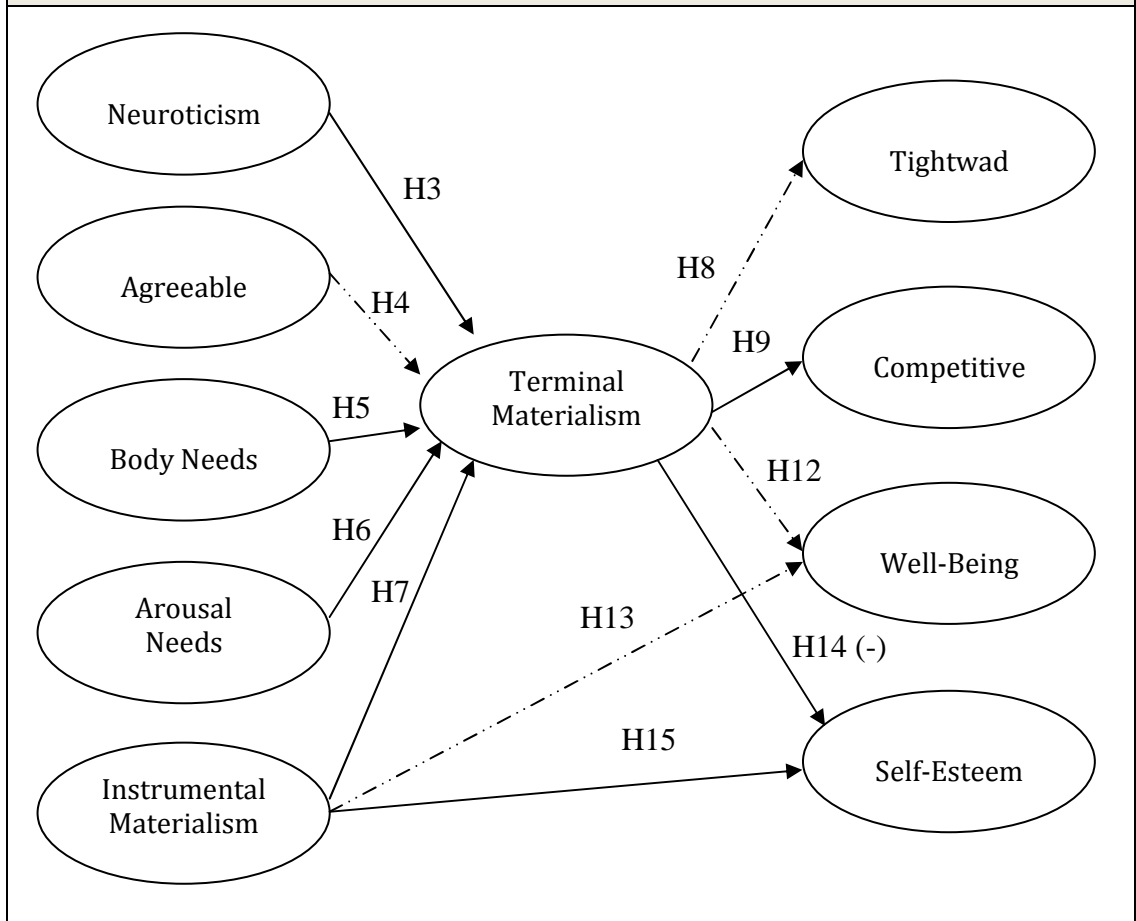 Neuroticism
H3
Tightwad
Agreeable
H4
H8
H9
Competitive
Terminal
Materialism
H5
Body Needs
H12
H6
Well-Being
Arousal
Needs
H7
H13
H14 (-)
H15
Self-Esteem
Instrumental
Materialism